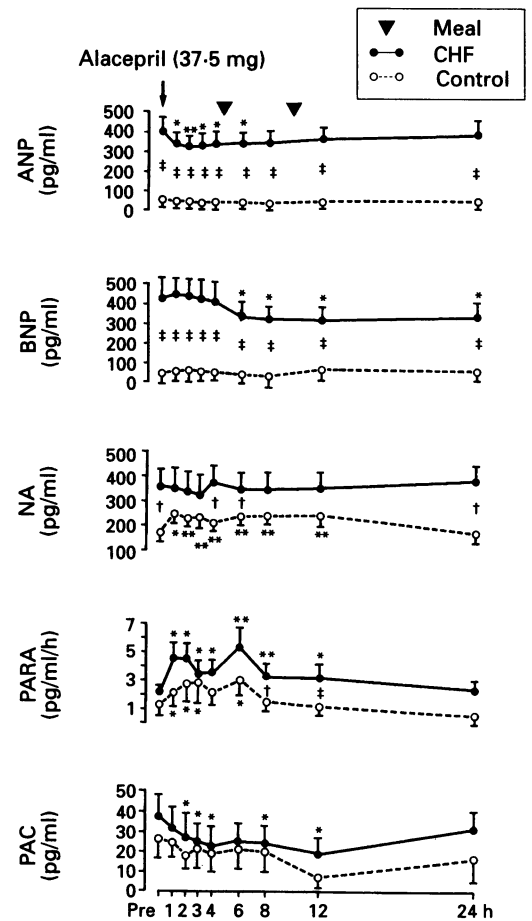 Meal
CHF
Control
Alacepril (37·5 mg)
500
400
300
200
100
0
ANP
(pg/ml)
* ** * * *
‡ ‡ ‡ ‡ ‡ ‡ ‡ ‡ ‡
500
400
300
200
100
0
BNP
(pg/ml)
* * * *
‡ ‡ ‡ ‡ ‡ ‡ ‡ ‡ ‡
500
400
300
200
100
NA
(pg/ml)
† † † †
* ** ** ** ** ** **
7
5
3
1
PARA
(pg/ml/h)
* * * * ** ** *
† ‡
* * * *
50
40
30
20
10
0
PAC
(pg/ml)
* * * * *
Pre 1 2 3 4 6 8 12 24 h